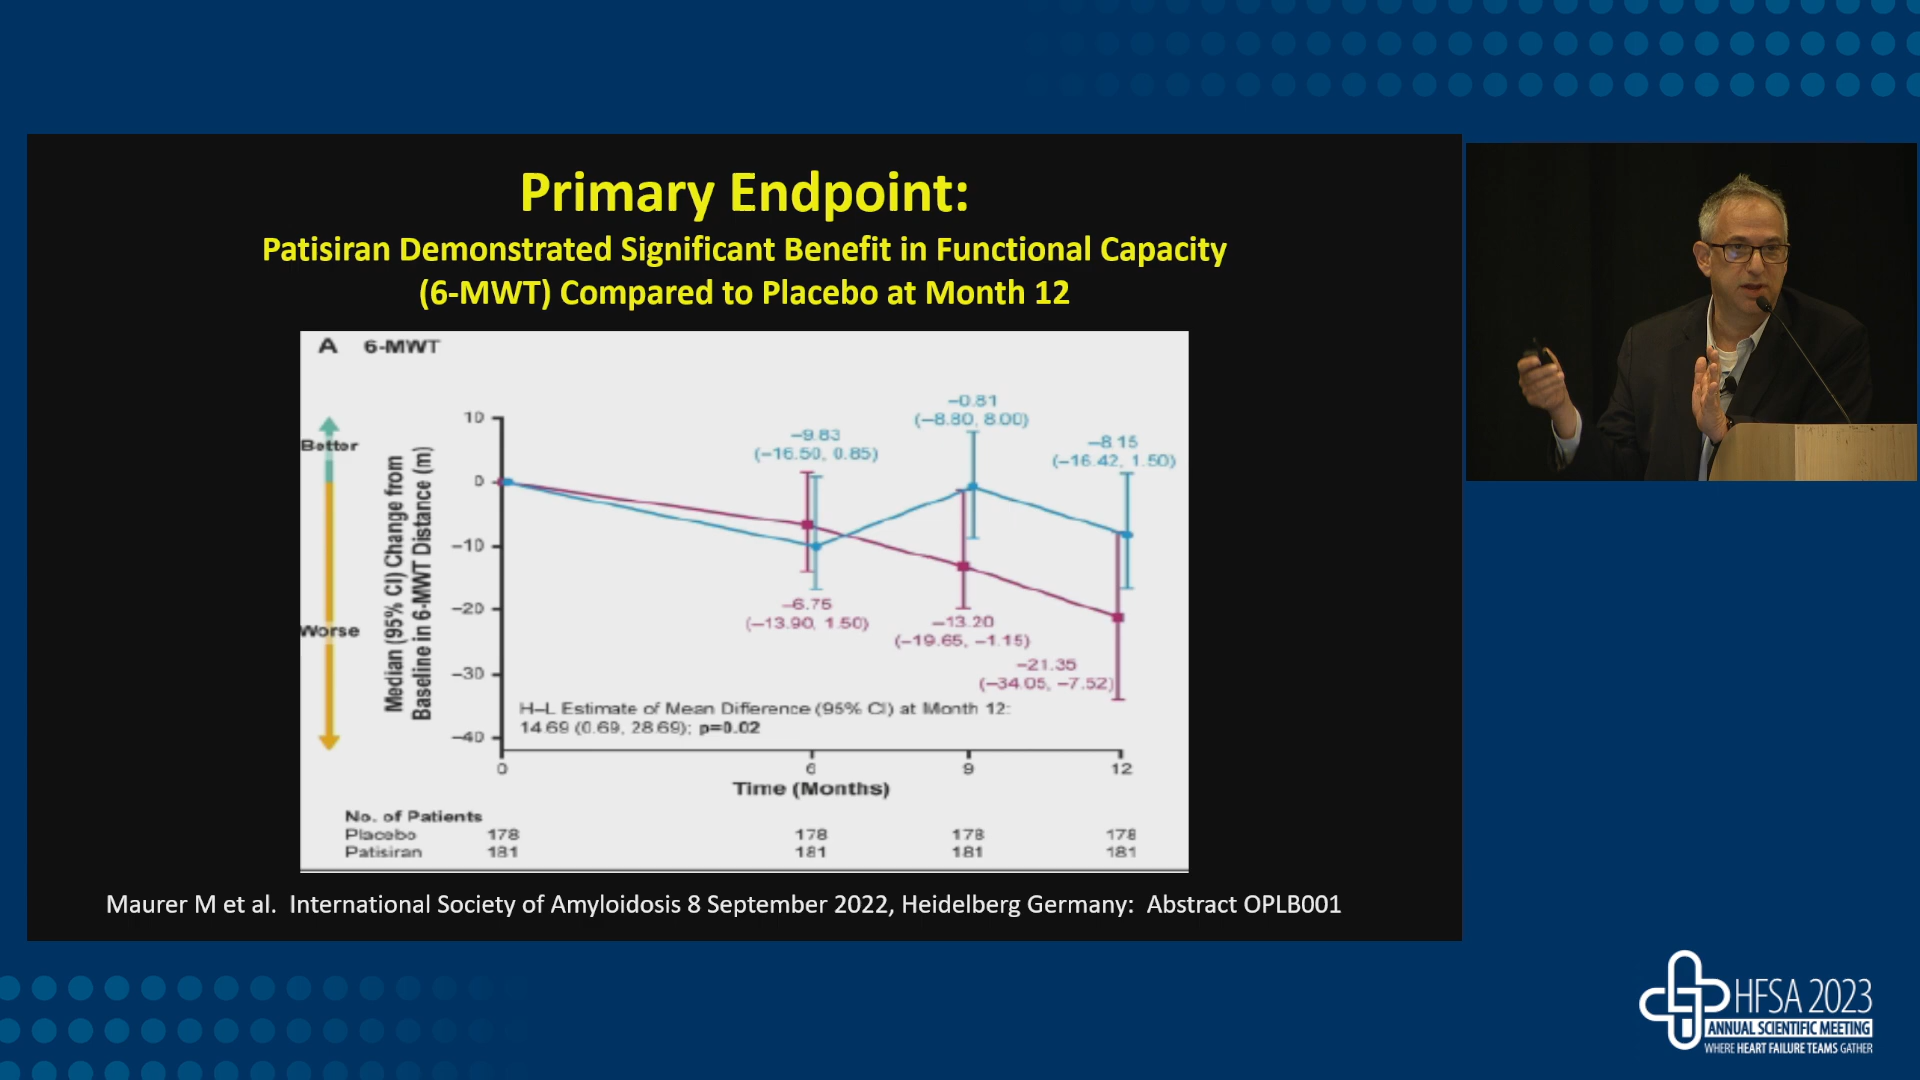 Primary Endpoint:
Patisiran Demonstrated Significant Benefit in Functional Capacity
(6-MWT) Compared to Placebo at Month 12
A 6-MWT
Better
Worse
Median (95% CI) Change from
Baseline in 6-MWT Distance (m)
10
0
−10
−20
−30
−40
−9.83
(−16.50, 0.85)
−0.81
(−8.80, 8.00)
−8.15
(−16.42, 1.50)
−6.75
(−13.90, 1.50)
−13.20
(−19.65, −1.15)
−21.35
(−34.05, −7.52)
H–L Estimate of Mean Difference (95% CI) at Month 12:
14.69 (0.69, 28.69); p=0.02
0 6 9 12
Time (Months)
No. of Patients
Placebo 178 178 178 178
Patisiran 181 181 181 181
Maurer M et al. International Society of Amyloidosis 8 September 2022, Heidelberg Germany: Abstract OPLB001
HFSA 2023
ANNUAL SCIENTIFIC MEETING
WHERE HEART FAILURE TEAMS GATHER